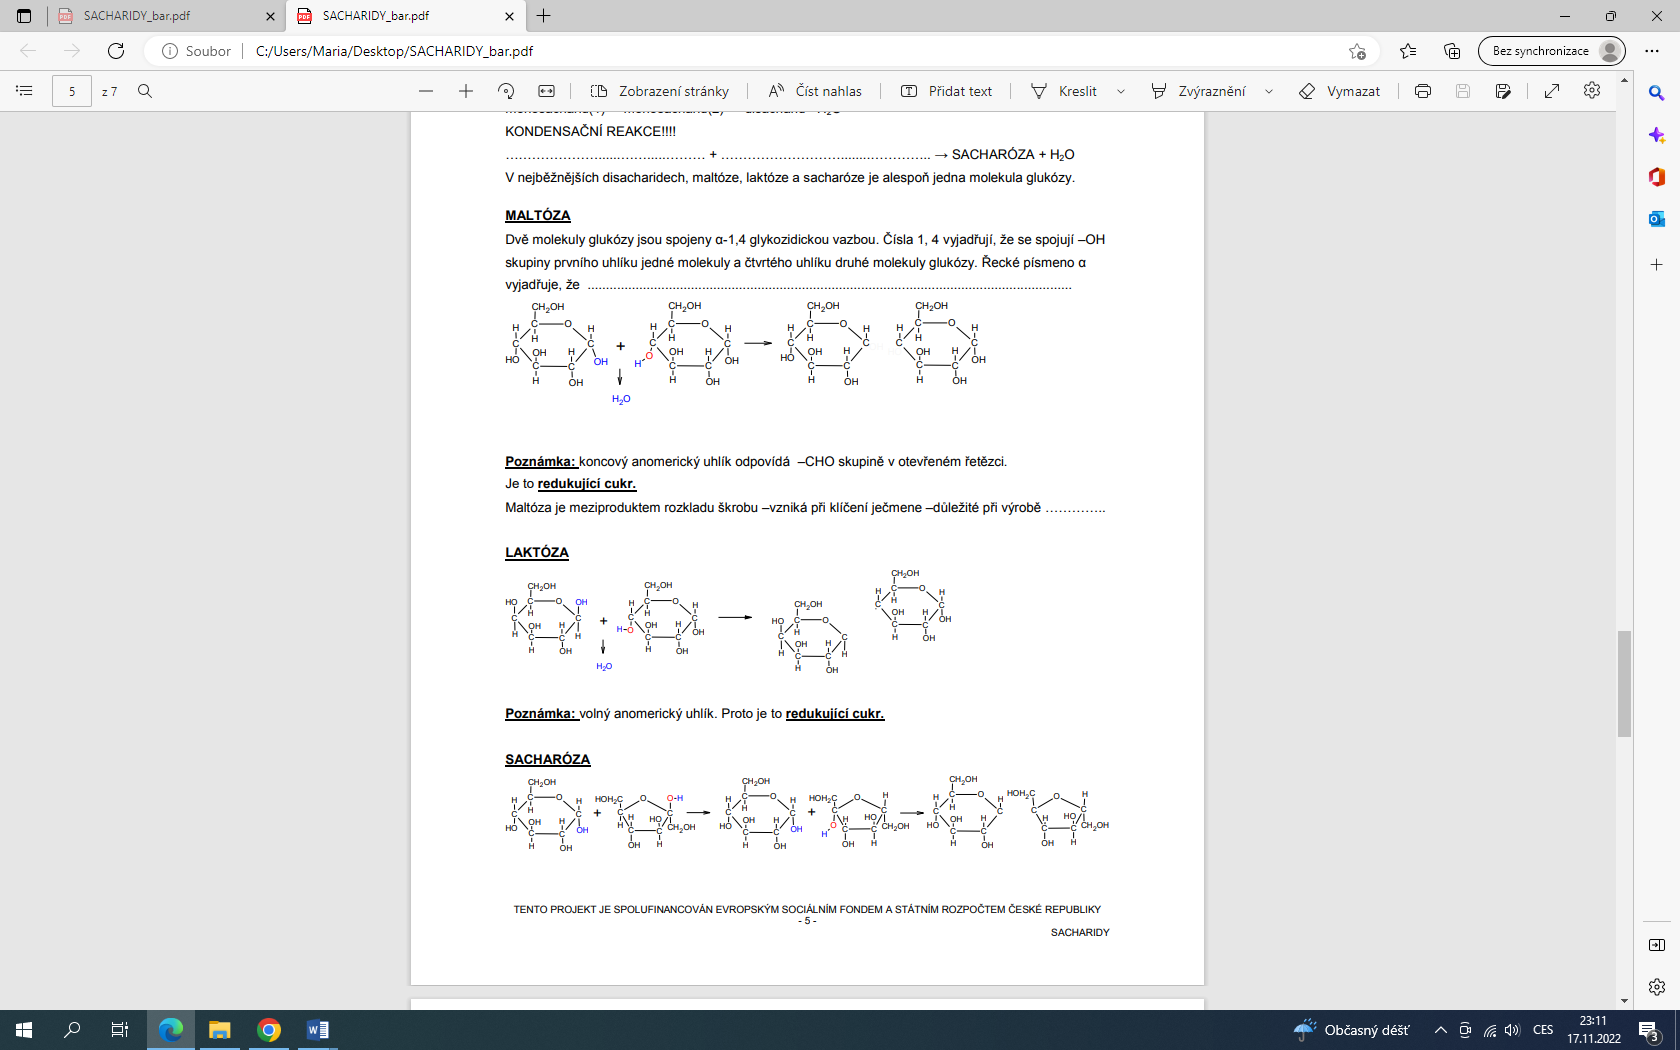 SACHARIDY_bar.pdf
SACHARIDY_bar.pdf
Soubor
C:/Users/Maria/Desktop/SACHARIDY_bar.pdf
Bez synchronizace
5
z 7
Zobrazení stránky
Číst nahlas
Přidat text
Kreslit
Zvýraznění
Vymazat
KONDENSAČNÍ REAKCE!!!!
…………………......……......……… + ……………………….......………….. → SACHARÓZA + H₂O
V nejběžnějších disacharidech, maltóze, laktóze a sacharóze je alespoň jedna molekula glukózy.
MALTÓZA
Dvě molekuly glukózy jsou spojeny α-1,4 glykozidickou vazbou. Čísla 1, 4 vyjadřují, že se spojují –OH
skupiny prvního uhlíku jedné molekuly a čtvrtého uhlíku druhé molekuly glukózy. Řecké písmeno α
vyjadřuje, že ....................................................................................................................................
Poznámka: koncový anomerický uhlík odpovídá –CHO skupině v otevřeném řetězci.
Je to redukující cukr.
Maltóza je meziproduktem rozkladu škrobu –vzniká při klíčení ječmene –důležité při výrobě …………..
LAKTÓZA
Poznámka: volný anomerický uhlík. Proto je to redukující cukr.
SACHARÓZA
TENTO PROJEKT JE SPOLUFINANCOVÁN EVROPSKÝM SOCIÁLNÍM FONDEM A STÁTNÍM ROZPOČTEM ČESKÉ REPUBLIKY
- 5 -
SACHARIDY
Občasný déšť
CES
23:11
17.11.2022
3